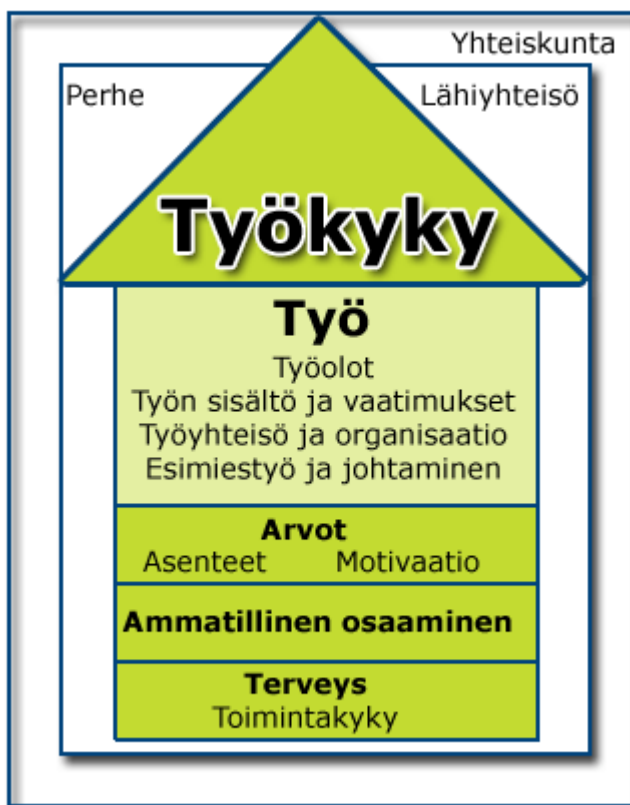 Yhteiskunta
Perhe Lähiyhteisö
Työkyky
Työ
Työolot
Työn sisältö ja vaatimukset
Työyhteisö ja organisaatio
Esimiestyö ja johtaminen
Arvot
Asenteet Motivaatio
Ammatillinen osaaminen
Terveys
Toimintakyky